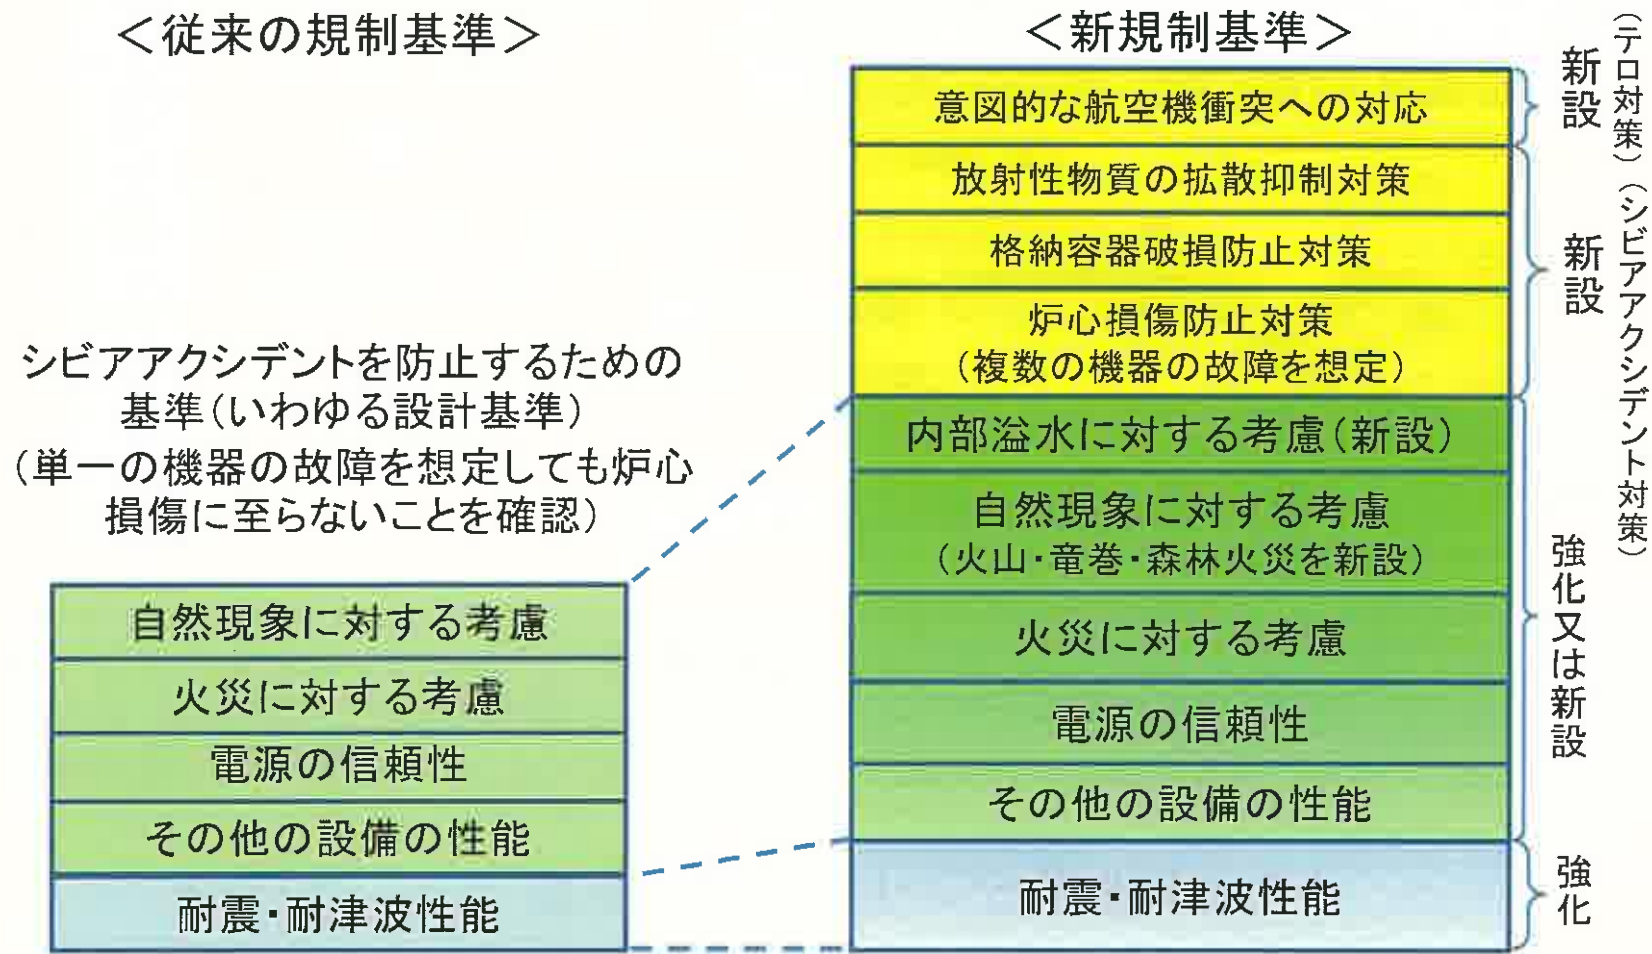 ＜従来の規制基準＞
シビアアクシデントを防止するための
基準（いわゆる設計基準）
（単一の機器の故障を想定しても炉心
損傷に至らないことを確認）
自然現象に対する考慮
火災に対する考慮
電源の信頼性
その他の設備の性能
耐震・耐津波性能
＜新規制基準＞
意図的な航空機衝突への対応
放射性物質の拡散抑制対策
格納容器破損防止対策
炉心損傷防止対策
（複数の機器の故障を想定）
内部溢水に対する考慮（新設）
自然現象に対する考慮
（火山・竜巻・森林火災を新設）
火災に対する考慮
電源の信頼性
その他の設備の性能
耐震・耐津波性能
新設
（テロ対策）
新設
（シビアアクシデント対策）
強化又は新設
強化